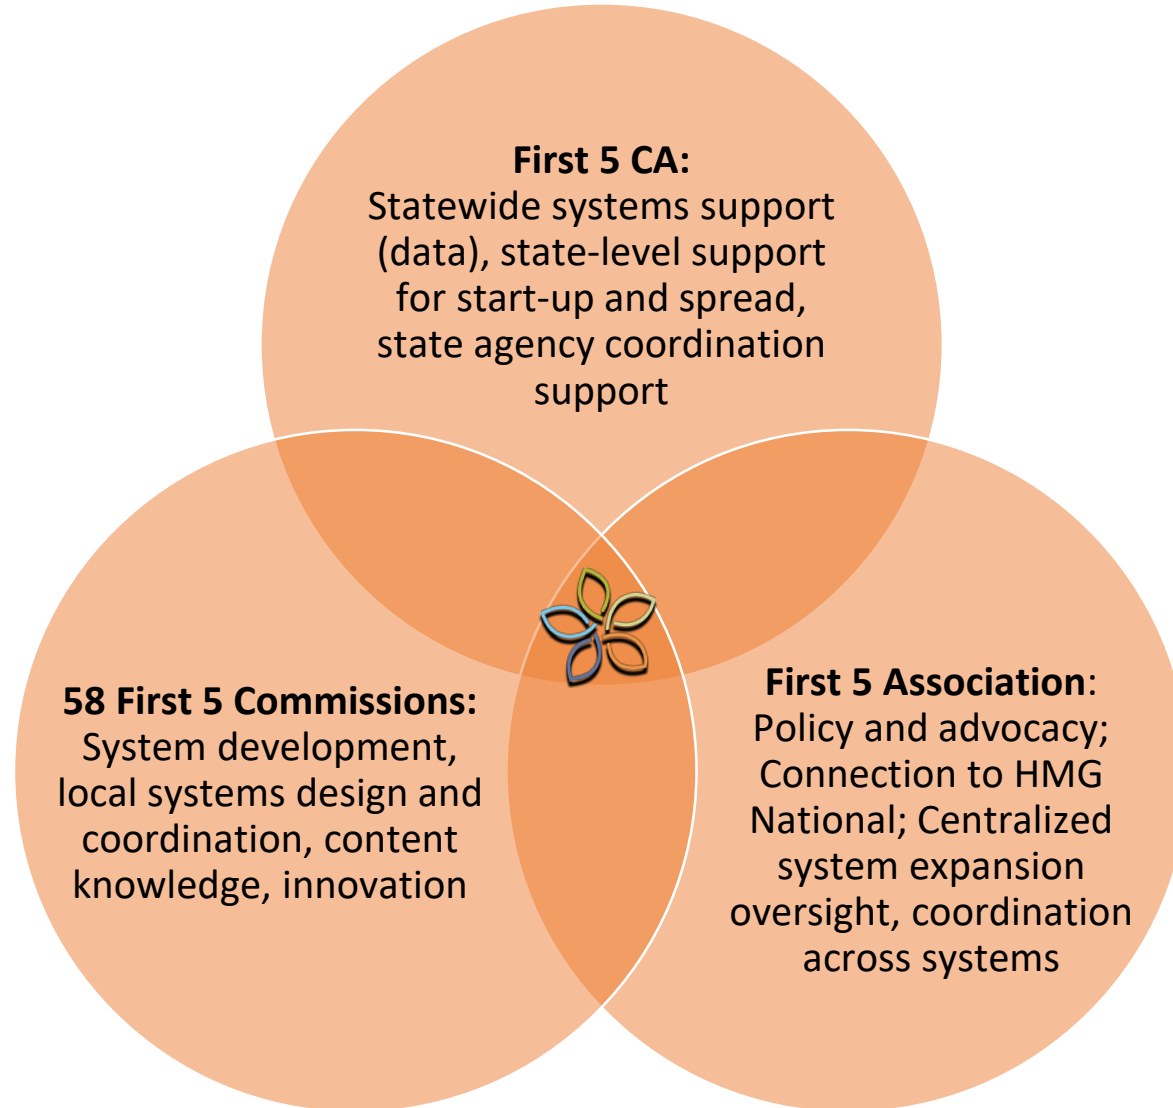 First 5 CA:
Statewide systems support
(data), state-level support
for start-up and spread,
state agency coordination
support
58 First 5 Commissions:
System development,
local systems design and
coordination, content
knowledge, innovation
First 5 Association:
Policy and advocacy;
Connection to HMG
National; Centralized
system expansion
oversight, coordination
across systems